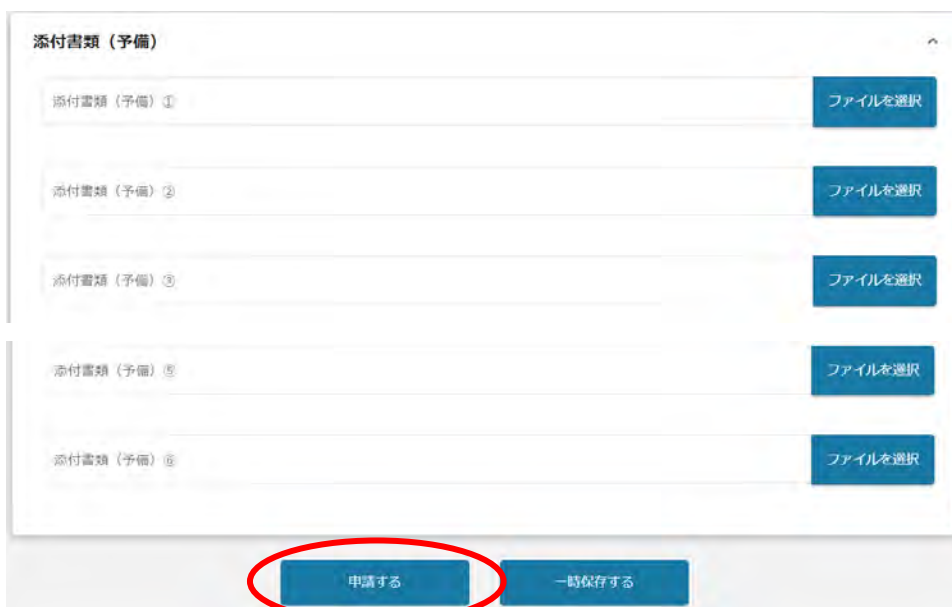 添付書類（予備）
添付書類（予備）① ファイルを選択
添付書類（予備）② ファイルを選択
添付書類（予備）③ ファイルを選択
添付書類（予備）⑤ ファイルを選択
添付書類（予備）⑥ ファイルを選択
申請する 一時保存する